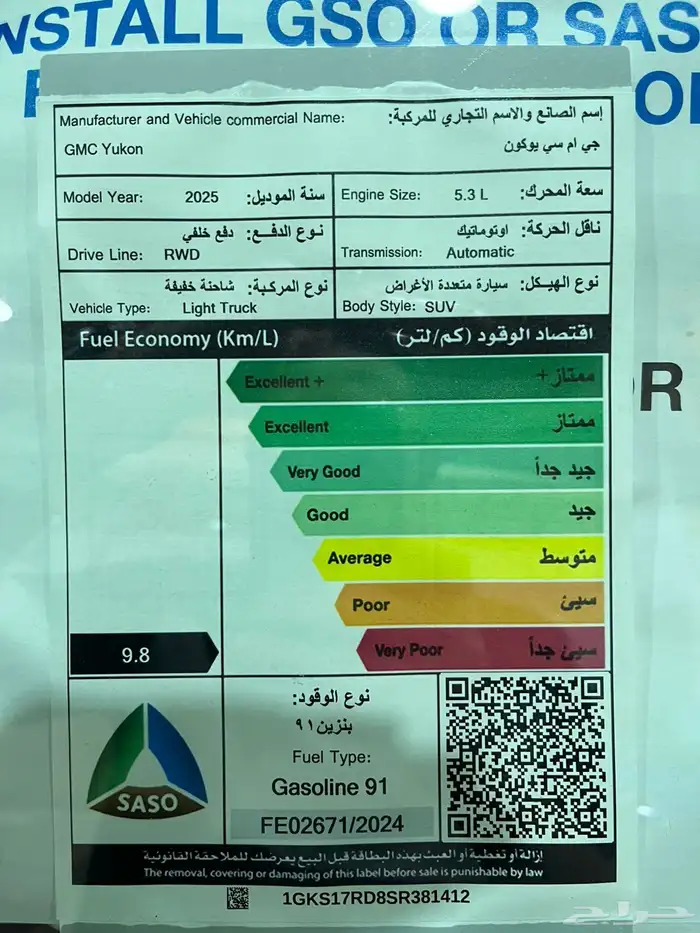 NSTALL GSO OR SAS
Manufacturer and Vehicle commercial Name: إسم الصانع والاسم التجاري للمركبة:
GMC Yukon جي ام سي يوكون
Model Year: 2025 سنة الموديل: Engine Size: 5.3 L سعة المحرك:
نوع الدفع: دفع خلفي ناقل الحركة: اوتوماتيك
Drive Line: RWD Transmission: Automatic
نوع المركبة: شاحنة خفيفة نوع الهيكل: سيارة متعددة الأغراض
Vehicle Type: Light Truck Body Style: SUV
Fuel Economy (Km/L) اقتصاد الوقود (كم/لتر)
Excellent + ممتاز+
Excellent ممتاز
Very Good جيد جداً
Good جيد
Average متوسط
Poor سيئ
9.8 Very Poor سيئ جداً
نوع الوقود:
بنزين ٩١
Fuel Type:
Gasoline 91
SASO
FE02671/2024
إزالة أو تغطية أو العبث بهذه البطاقة قبل البيع يعرضك للملاحقة القانونية
The removal, covering or damaging of this label before sale is punishable by law
1GKS17RD8SR381412
حراج